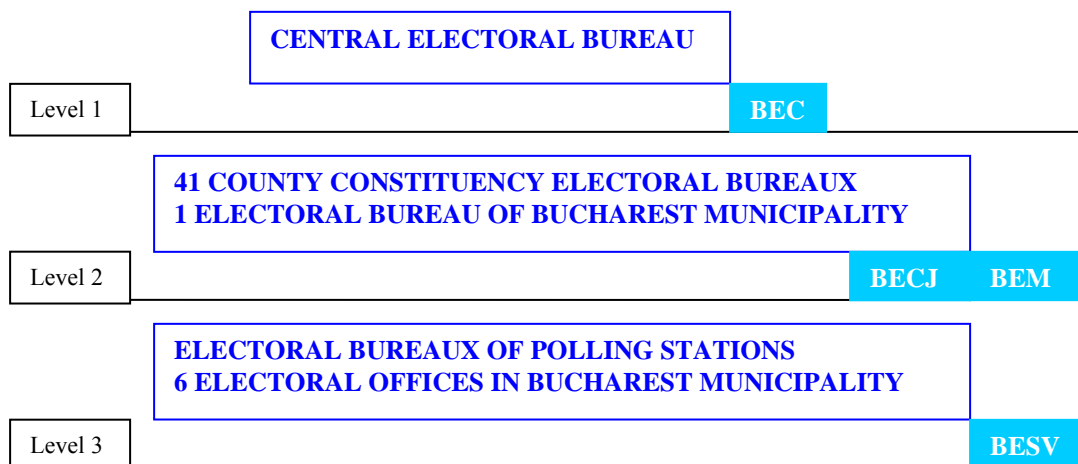 CENTRAL ELECTORAL BUREAU
Level 1
BEC
41 COUNTY CONSTITUENCY ELECTORAL BUREAUX
1 ELECTORAL BUREAU OF BUCHAREST MUNICIPALITY
Level 2
BECJ BEM
ELECTORAL BUREAUX OF POLLING STATIONS
6 ELECTORAL OFFICES IN BUCHAREST MUNICIPALITY
Level 3
BESV